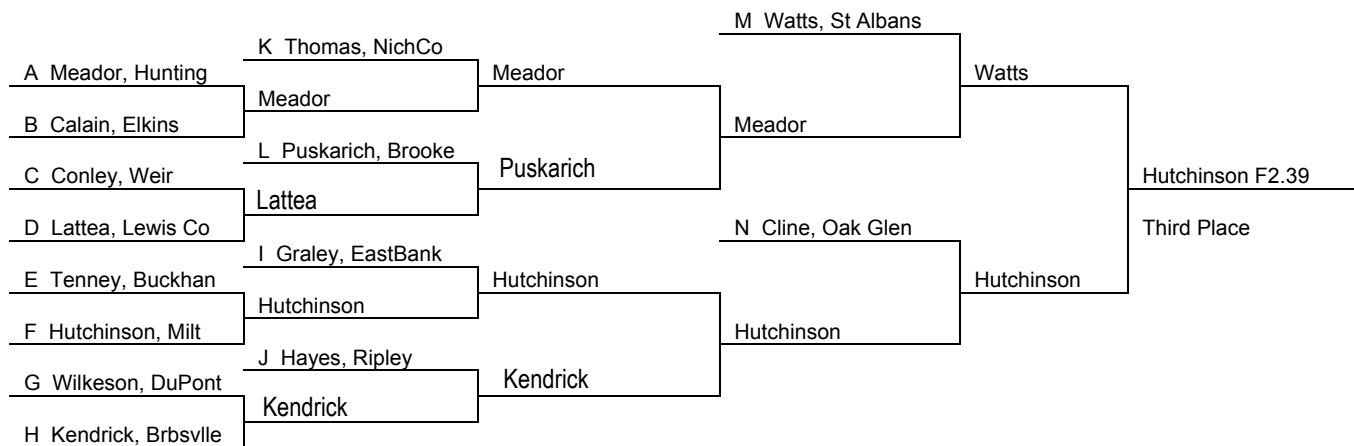 M Watts, St Albans
K Thomas, NichCo
A Meador, Hunting
Meador
Watts
Meador
B Calain, Elkins
Meador
L Puskarich, Brooke
Puskarich
C Conley, Weir
Hutchinson F2.39
Lattea
D Lattea, Lewis Co
N Cline, Oak Glen
Third Place
I Graley, EastBank
E Tenney, Buckhan
Hutchinson
Hutchinson
Hutchinson
F Hutchinson, Milt
Hutchinson
J Hayes, Ripley
G Wilkeson, DuPont
Kendrick
Kendrick
H Kendrick, Brbsvlle